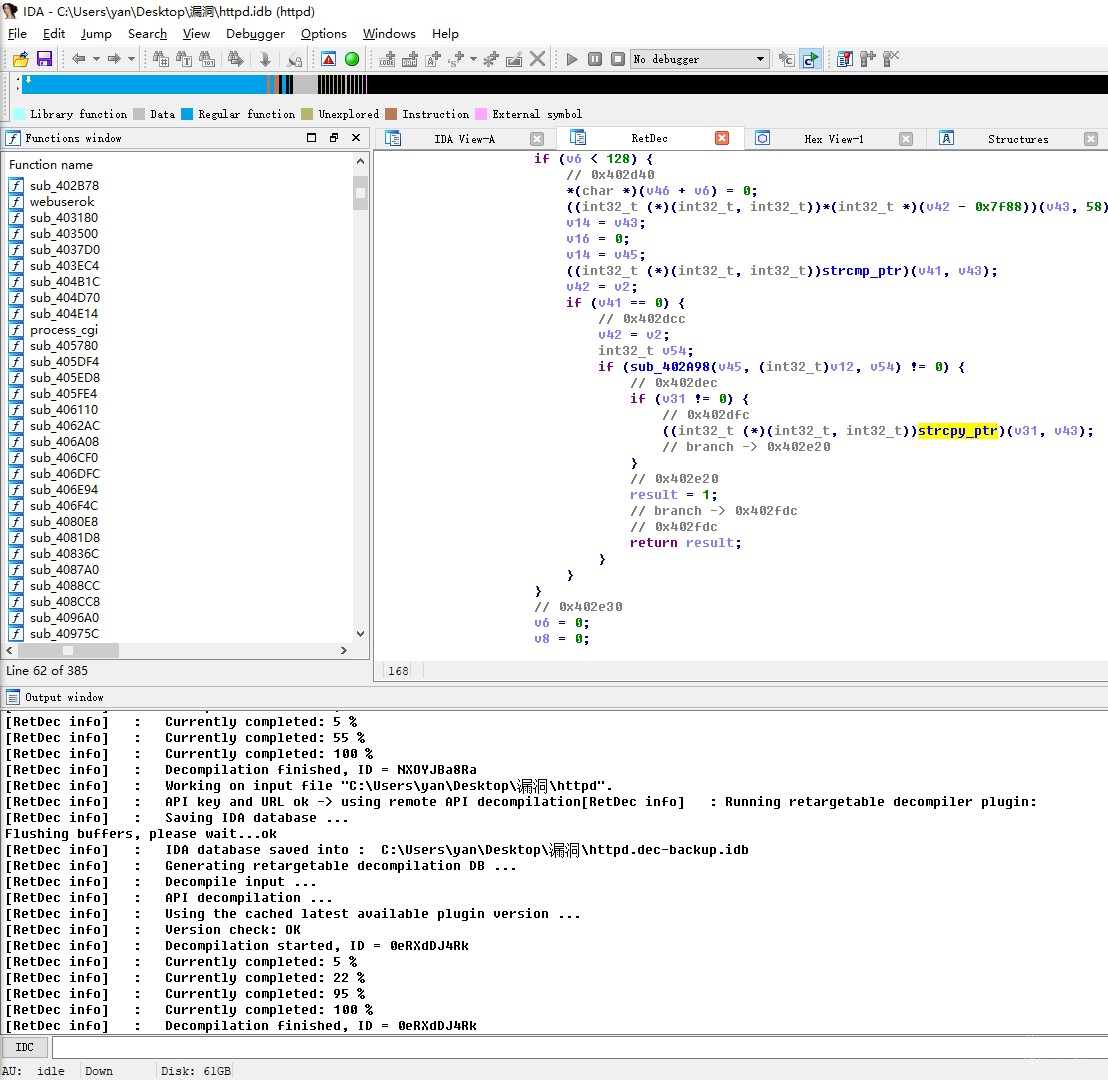 IDA - C:\Users\yan\Desktop\漏洞\httpd.idb (httpd)
File Edit Jump Search View Debugger Options Windows Help
No debugger
Library function Data Regular function Unexplored Instruction External symbol
Functions window
IDA View-A RetDec Hex View-1 Structures
Function name
sub_402B78
webuserok
sub_403180
sub_403500
sub_4037D0
sub_403EC4
sub_404B1C
sub_404D70
sub_404E14
process_cgi
sub_405780
sub_405DF4
sub_405ED8
sub_405FE4
sub_406110
sub_4062AC
sub_406A08
sub_406CF0
sub_406DFC
sub_406E94
sub_406F4C
sub_4080E8
sub_4081D8
sub_40836C
sub_4087A0
sub_4088CC
sub_408CC8
sub_4096A0
sub_40975C
Line 62 of 385
if (v6 < 128) {
// 0x402d40
*(char *)(v46 + v6) = 0;
((int32_t (*)(int32_t, int32_t))*(int32_t *)(v42 - 0x7f88))(v43, 58)
v14 = v43;
v16 = 0;
v14 = v45;
((int32_t (*)(int32_t, int32_t))strcmp_ptr)(v41, v43);
v42 = v2;
if (v41 == 0) {
// 0x402dcc
v42 = v2;
int32_t v54;
if (sub_402A98(v45, (int32_t)v12, v54) != 0) {
// 0x402dec
if (v31 != 0) {
// 0x402dfc
((int32_t (*)(int32_t, int32_t))strcpy_ptr)(v31, v43);
// branch -> 0x402e20
}
// 0x402e20
result = 1;
// branch -> 0x402fdc
// 0x402fdc
return result;
}
}
}
// 0x402e30
v6 = 0;
v8 = 0;
168
Output window
[RetDec info] : Currently completed: 5 %
[RetDec info] : Currently completed: 55 %
[RetDec info] : Currently completed: 100 %
[RetDec info] : Decompilation finished, ID = NXOYJBa8Ra
[RetDec info] : Working on input file "C:\Users\yan\Desktop\漏洞\httpd".
[RetDec info] : API key and URL ok -> using remote API decompilation[RetDec info] : Running retargetable decompiler plugin:
[RetDec info] : Saving IDA database ...
Flushing buffers, please wait...ok
[RetDec info] : IDA database saved into : C:\Users\yan\Desktop\漏洞\httpd.dec-backup.idb
[RetDec info] : Generating retargetable decompilation DB ...
[RetDec info] : Decompile input ...
[RetDec info] : API decompilation ...
[RetDec info] : Using the cached latest available plugin version ...
[RetDec info] : Version check: OK
[RetDec info] : Decompilation started, ID = 0eRXdDJ4Rk
[RetDec info] : Currently completed: 5 %
[RetDec info] : Currently completed: 22 %
[RetDec info] : Currently completed: 95 %
[RetDec info] : Currently completed: 100 %
[RetDec info] : Decompilation finished, ID = 0eRXdDJ4Rk
IDC
AU: idle Down Disk: 61GB